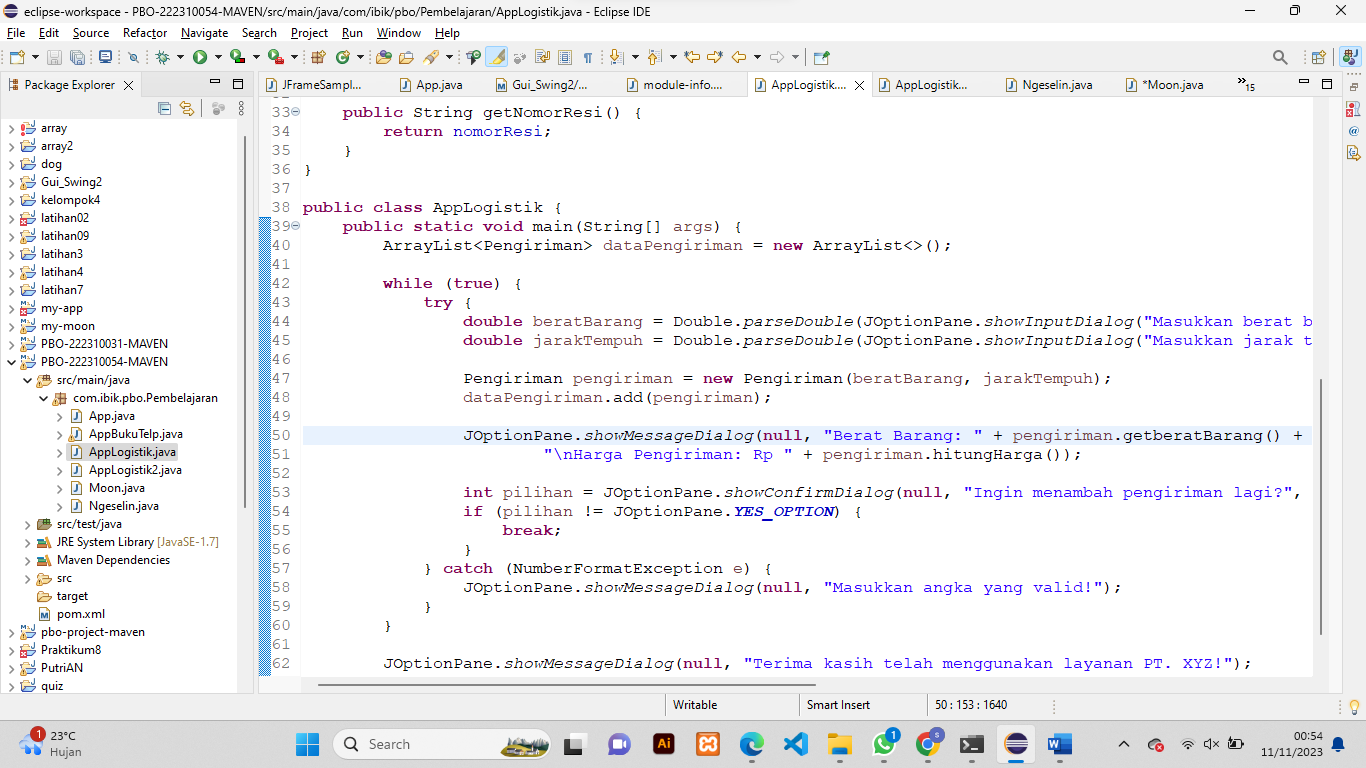 eclipse-workspace - PBO-222310054-MAVEN/src/main/java/com/ibik/pbo/Pembelajaran/AppLogistik.java - Eclipse IDE
File Edit Source Refactor Navigate Search Project Run Window Help
Package Explorer
JFrameSampl... App.java Gui_Swing2/... module-info.... AppLogistik.... AppLogistik... Ngeselin.java *Moon.java »15
array
array2
dog
Gui_Swing2
kelompok4
latihan02
latihan09
latihan3
latihan4
latihan7
my-app
my-moon
PBO-222310031-MAVEN
PBO-222310054-MAVEN
src/main/java
com.ibik.pbo.Pembelajaran
App.java
AppBukuTelp.java
AppLogistik.java
AppLogistik2.java
Moon.java
Ngeselin.java
src/test/java
JRE System Library [JavaSE-1.7]
Maven Dependencies
src
target
pom.xml
pbo-project-maven
Praktikum8
PutriAN
quiz
33 public String getNomorResi() {
34 return nomorResi;
35 }
36 }
37
38 public class AppLogistik {
39 public static void main(String[] args) {
40 ArrayList<Pengiriman> dataPengiriman = new ArrayList<>();
41
42 while (true) {
43 try {
44 double beratBarang = Double.parseDouble(JOptionPane.showInputDialog("Masukkan berat b
45 double jarakTempuh = Double.parseDouble(JOptionPane.showInputDialog("Masukkan jarak t
46
47 Pengiriman pengiriman = new Pengiriman(beratBarang, jarakTempuh);
48 dataPengiriman.add(pengiriman);
49
50 JOptionPane.showMessageDialog(null, "Berat Barang: " + pengiriman.getberatBarang() +
51 "\nHarga Pengiriman: Rp " + pengiriman.hitungHarga());
52
53 int pilihan = JOptionPane.showConfirmDialog(null, "Ingin menambah pengiriman lagi?",
54 if (pilihan != JOptionPane.YES_OPTION) {
55 break;
56 }
57 } catch (NumberFormatException e) {
58 JOptionPane.showMessageDialog(null, "Masukkan angka yang valid!");
59 }
60 }
61
62 JOptionPane.showMessageDialog(null, "Terima kasih telah menggunakan layanan PT. XYZ!");
Writable Smart Insert 50 : 153 : 1640
1 23°C
Hujan
Search
Ai
1
S
W
00:54
11/11/2023